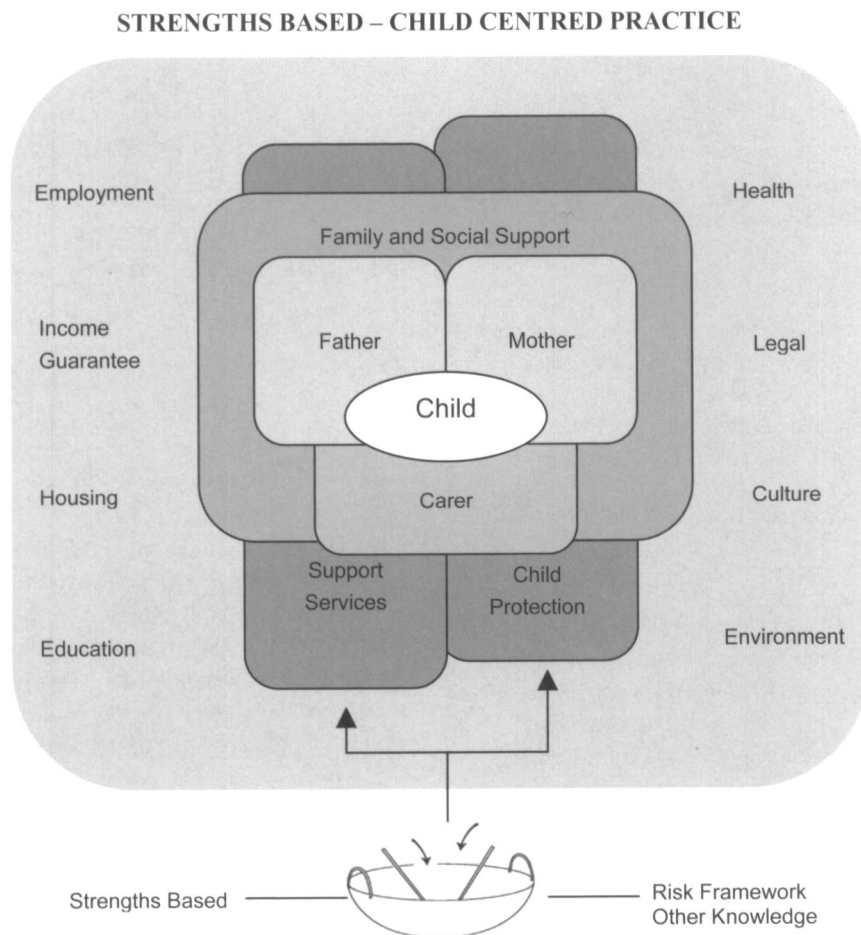 STRENGTHS BASED – CHILD CENTRED PRACTICE
Employment
Health
Family and Social Support
Income
Guarantee
Father
Mother
Legal
Child
Housing
Carer
Culture
Support
Services
Child
Protection
Education
Environment
Strengths Based
Risk Framework
Other Knowledge